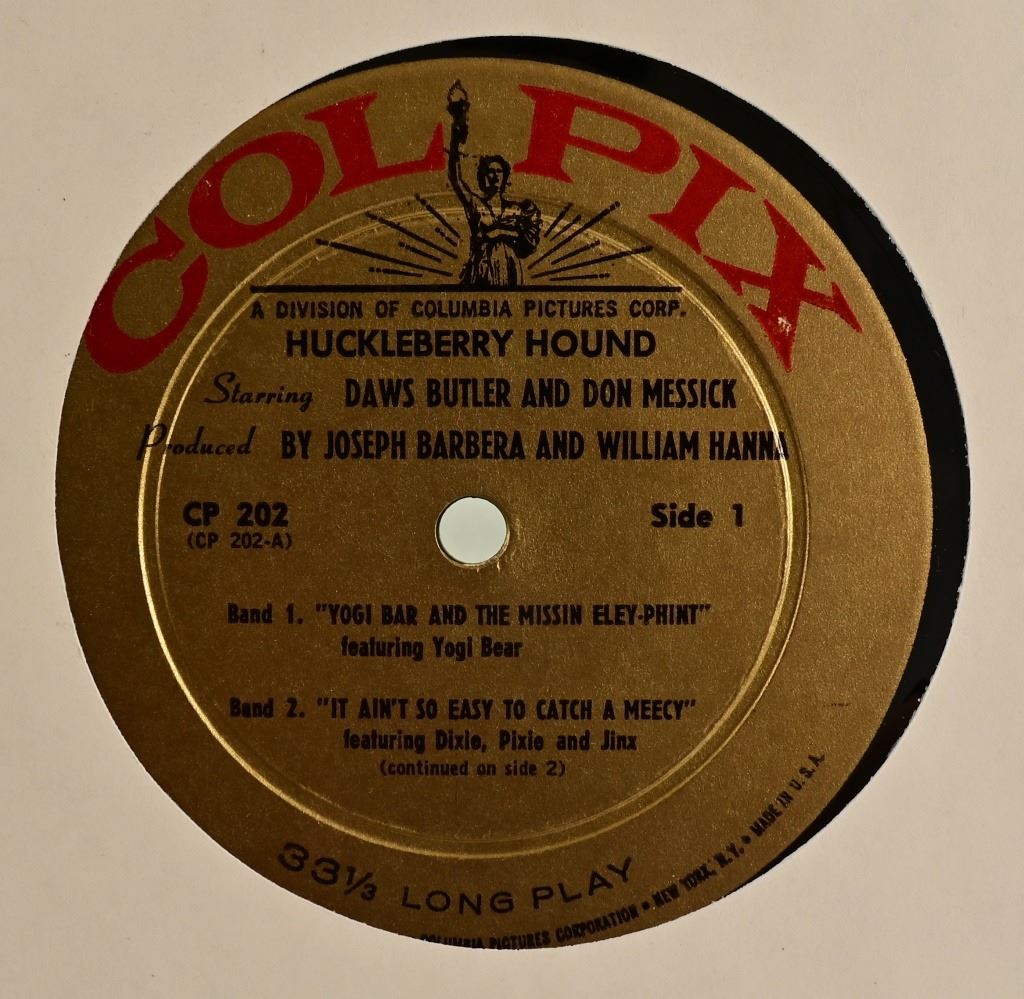 COLPIX
A DIVISION OF COLUMBIA PICTURES CORP.
HUCKLEBERRY HOUND
Starring DAWS BUTLER AND DON MESSICK
Produced BY JOSEPH BARBERA AND WILLIAM HANNA
CP 202 Side 1
(CP 202-A)
Band 1. "YOGI BAR AND THE MISSIN ELEY-PHINT"
featuring Yogi Bear
Band 2. "IT AIN'T SO EASY TO CATCH A MEECY"
featuring Dixie, Pixie and Jinx
(continued on side 2)
33⅓ LONG PLAY
COLUMBIA PICTURES CORPORATION • NEW YORK, N.Y. • MADE IN U.S.A.